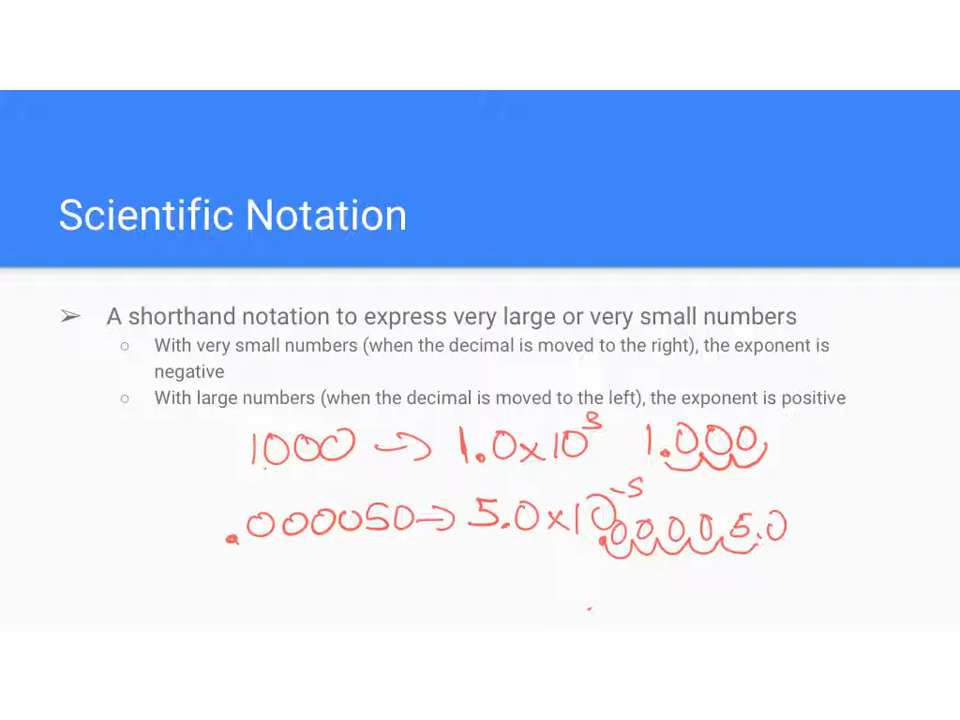 Scientific Notation
➢ A shorthand notation to express very large or very small numbers
○ With very small numbers (when the decimal is moved to the right), the exponent is
negative
○ With large numbers (when the decimal is moved to the left), the exponent is positive
1000 → 1.0x10³ 1.000
.000050 → 5.0x10⁻⁵ .00005.0